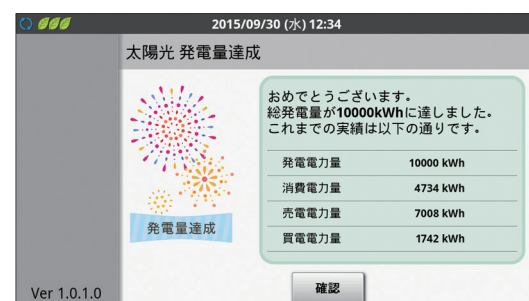 2015/09/30 (水) 12:34
太陽光 発電量達成
おめでとうございます。
総発電量が10000kWhに達しました。
これまでの実績は以下の通りです。
発電電力量 10000 kWh
消費電力量 4734 kWh
売電電力量 7008 kWh
買電電力量 1742 kWh
発電量達成
確認
Ver 1.0.1.0